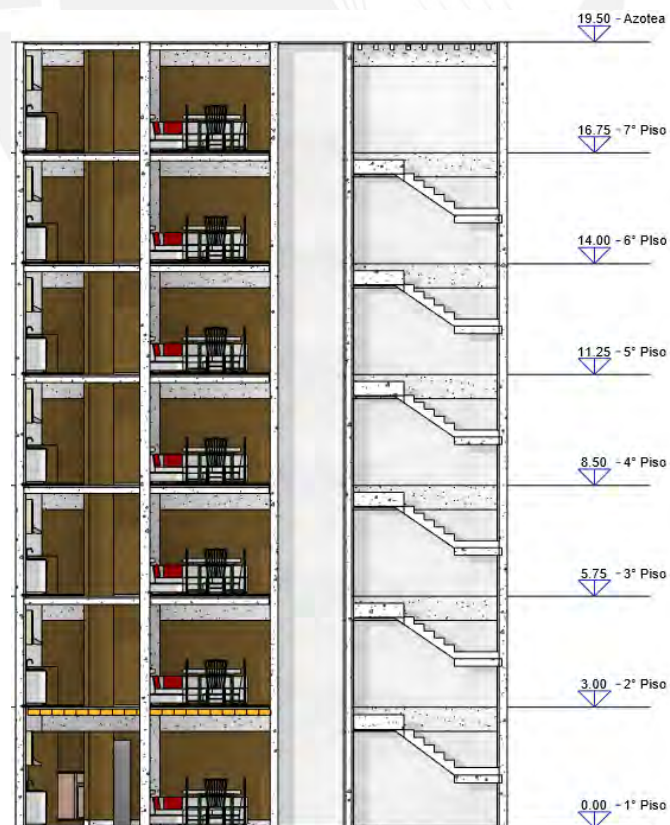 19.50 - Azotea
16.75 - 7° Piso
14.00 - 6° PIso
11.25 - 5° Piso
8.50 - 4° Piso
5.75 - 3° Piso
3.00 - 2° Piso
0.00 - 1° Piso